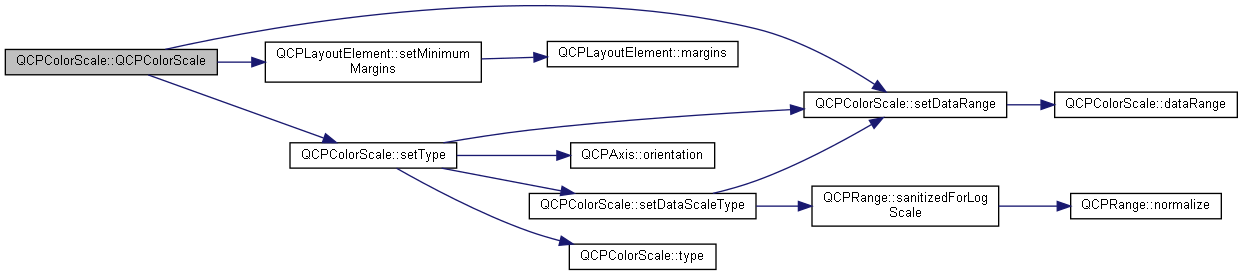 QCPColorScale::QCPColorScale
QCPLayoutElement::setMinimum
Margins
QCPLayoutElement::margins
QCPColorScale::setDataRange
QCPColorScale::dataRange
QCPColorScale::setType
QCPAxis::orientation
QCPColorScale::setDataScaleType
QCPRange::sanitizedForLog
Scale
QCPRange::normalize
QCPColorScale::type